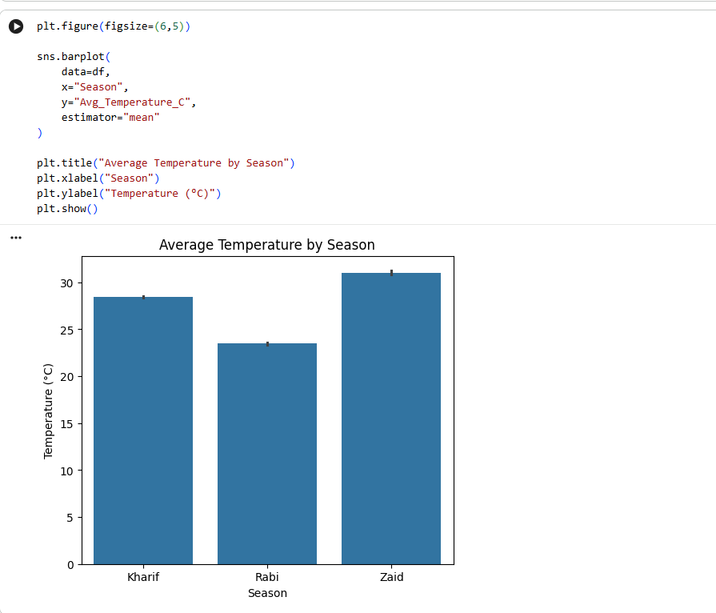 plt.figure(figsize=(6,5))
sns.barplot(
    data=df,
    x="Season",
    y="Avg_Temperature_C",
    estimator="mean"
)
plt.title("Average Temperature by Season")
plt.xlabel("Season")
plt.ylabel("Temperature (°C)")
plt.show()
Average Temperature by Season
Temperature (°C)
30
25
20
15
10
5
0
Kharif Rabi Zaid
Season